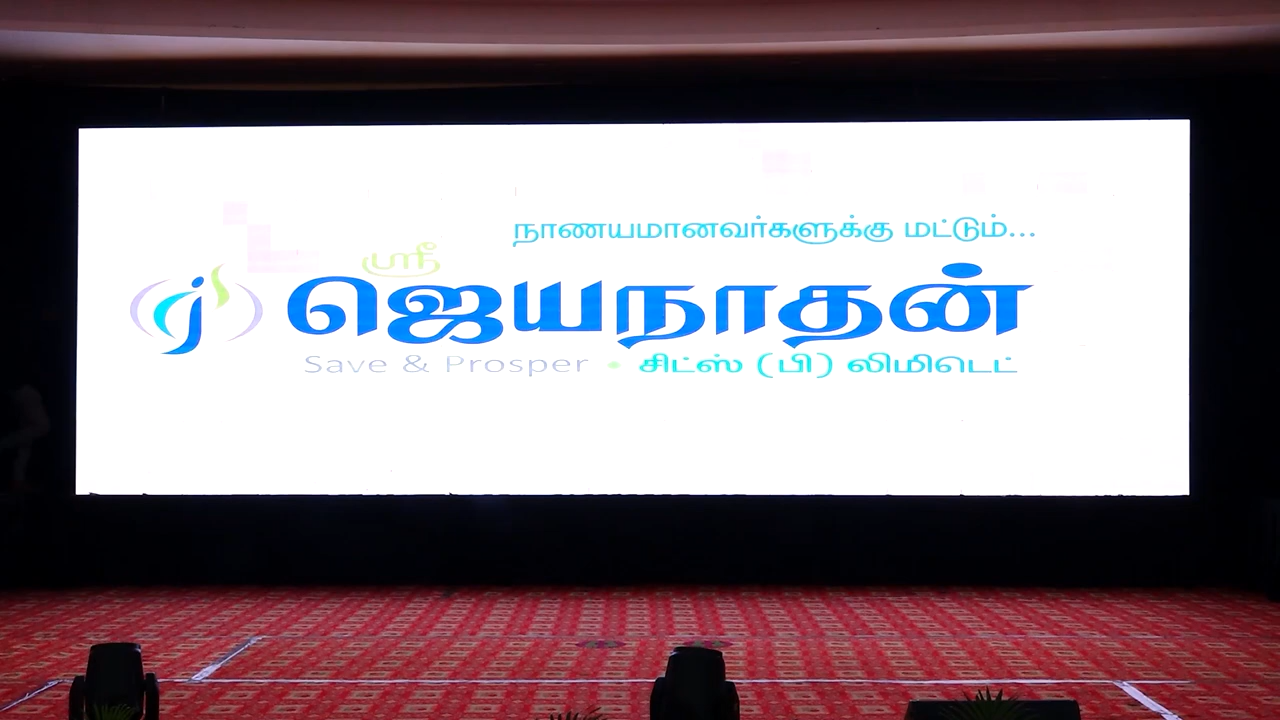 நாணயமானவர்களுக்கு மட்டும்...
ஸ்ரீ
ஜெயநாதன்
Save & Prosper • சிட்ஸ் (பி) லிமிடெட்